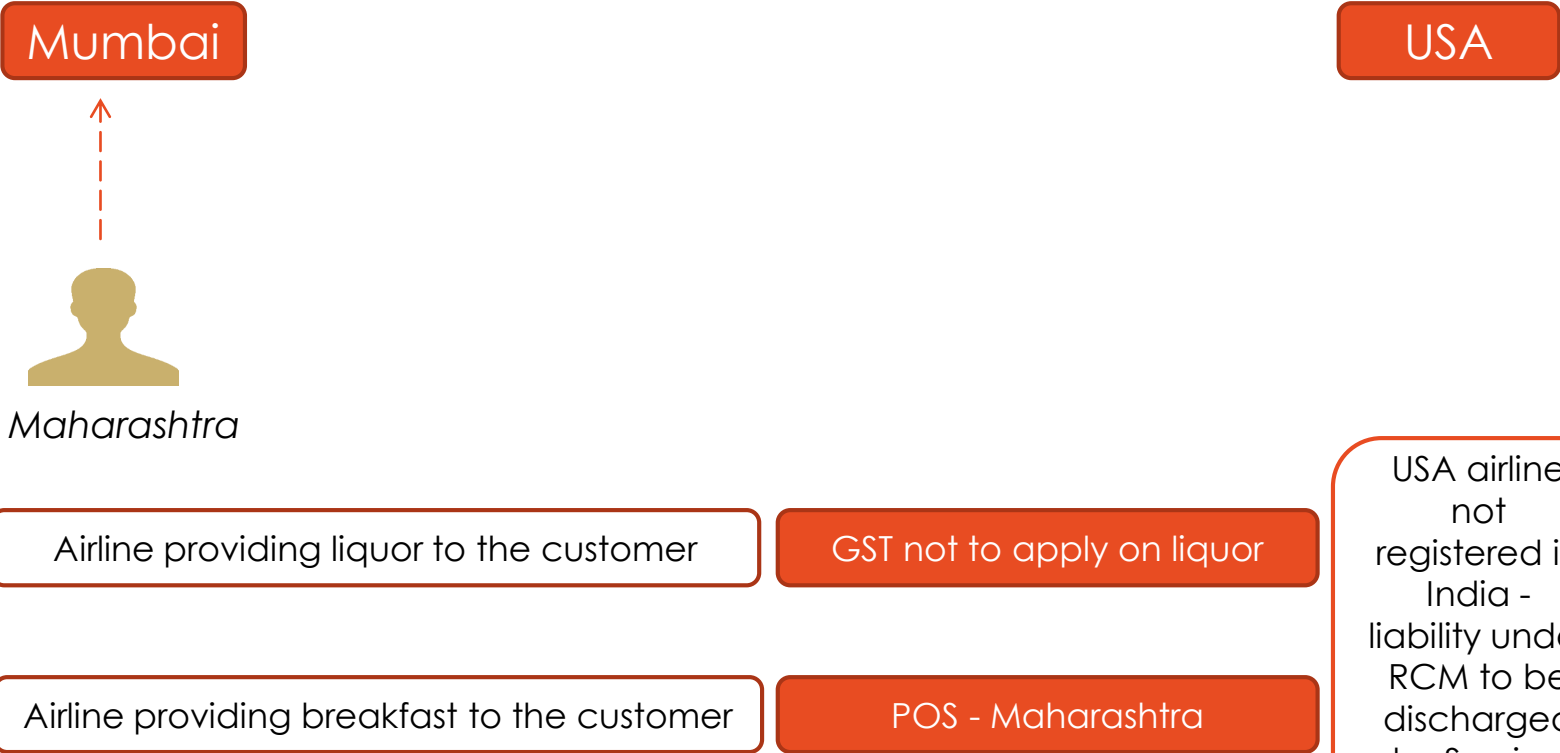 Mumbai
USA
Maharashtra
Airline providing liquor to the customer
GST not to apply on liquor
Airline providing breakfast to the customer
POS - Maharashtra
USA airline
not
registered i
India -
liability und
RCM to be
discharged